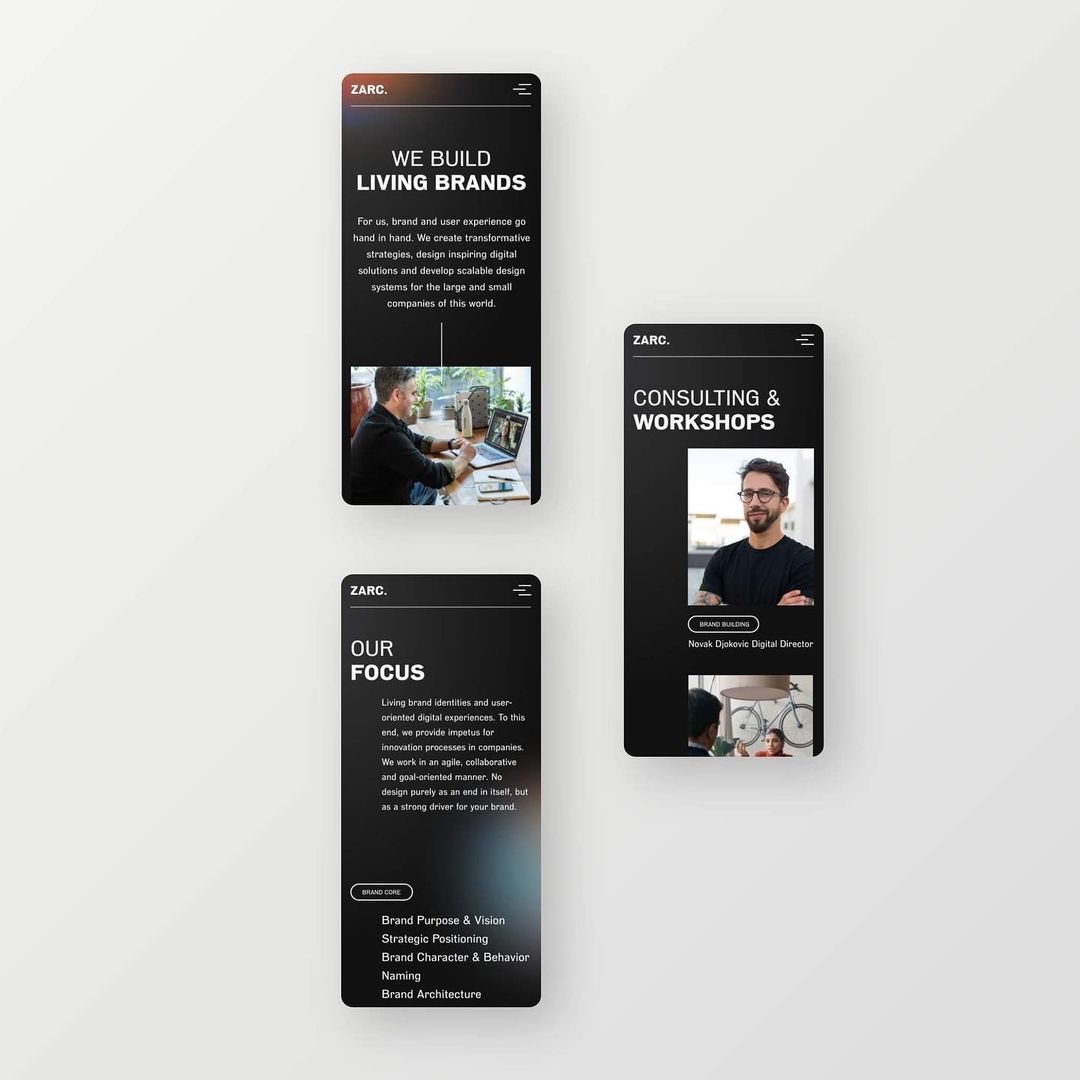 ZARC.
WE BUILD
LIVING BRANDS
For us, brand and user experience go
hand in hand. We create transformative
strategies, design inspiring digital
solutions and develop scalable design
systems for the large and small
companies of this world.
ZARC.
OUR
FOCUS
Living brand identities and user-
oriented digital experiences. To this
end, we provide impetus for
innovation processes in companies.
We work in an agile, collaborative
and goal-oriented manner. No
design purely as an end in itself, but
as a strong driver for your brand.
BRAND CORE
Brand Purpose & Vision
Strategic Positioning
Brand Character & Behavior
Naming
Brand Architecture
ZARC.
CONSULTING &
WORKSHOPS
BRAND BUILDING
Novak Djokovic Digital Director